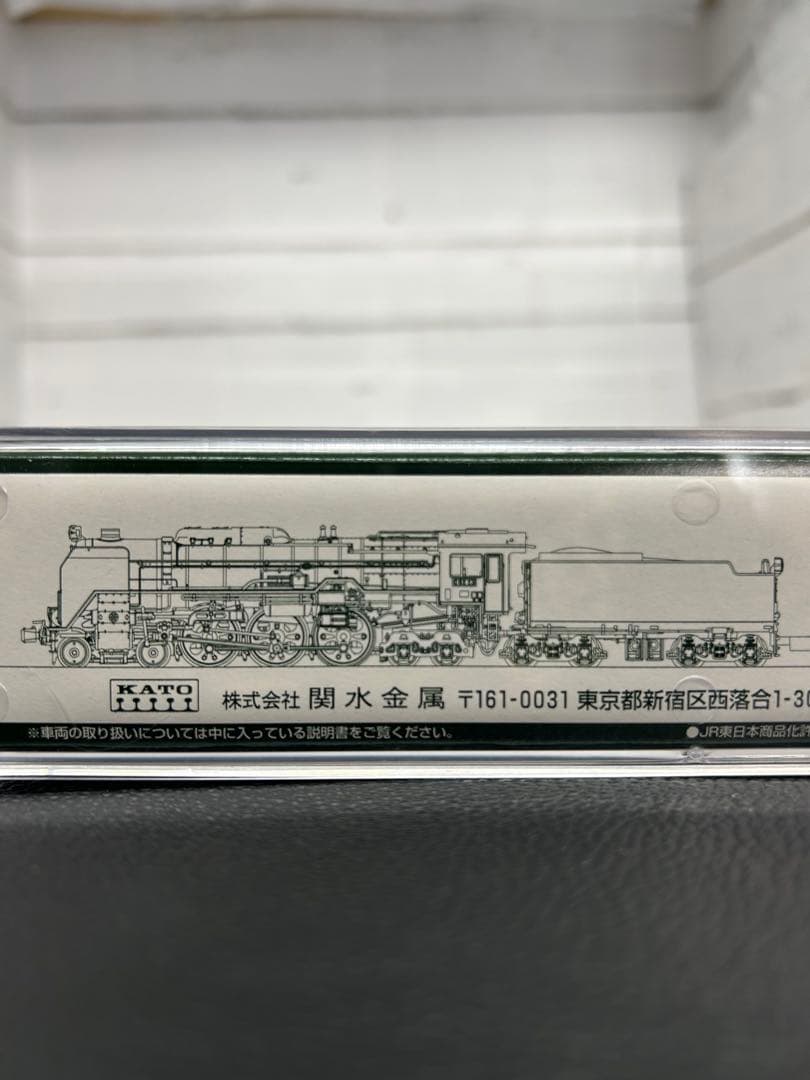 KATO 株式会社 関水金属 〒161-0031 東京都新宿区西落合1-30
※車両の取り扱いについては中に入っている説明書をご覧ください。 ●JR東日本商品化許